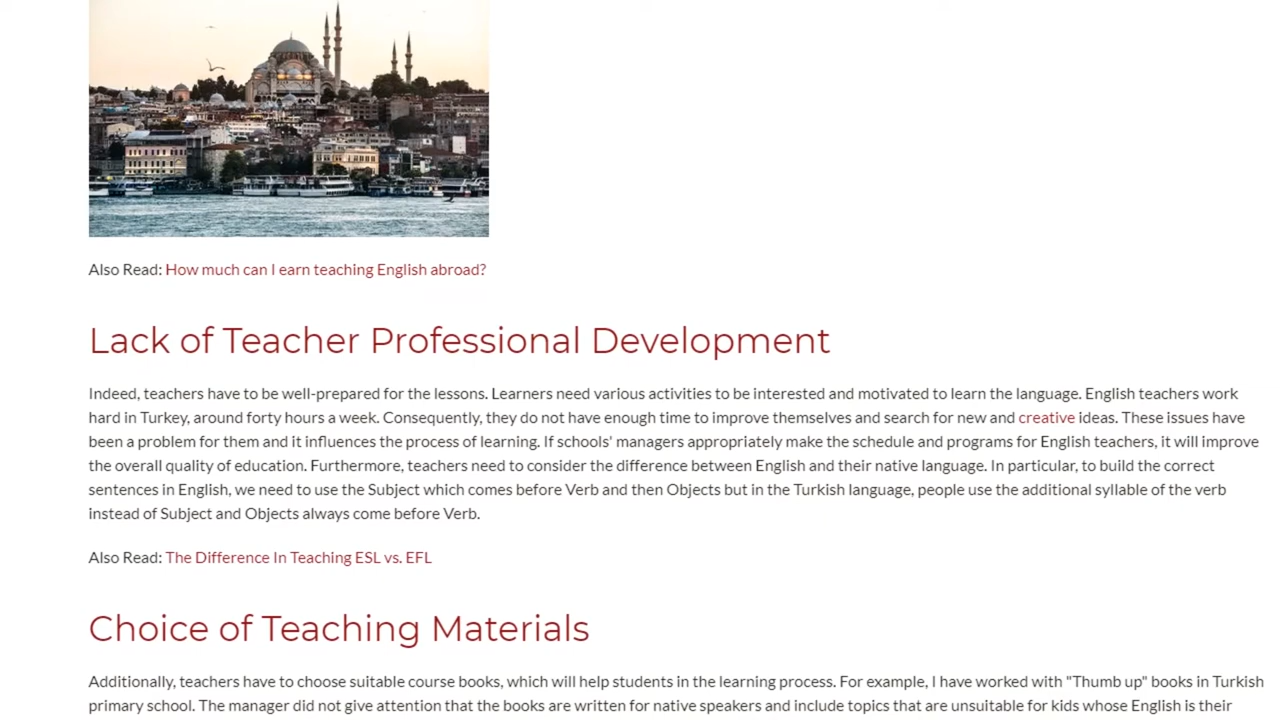 Also Read: How much can I earn teaching English abroad?
Lack of Teacher Professional Development
Indeed, teachers have to be well-prepared for the lessons. Learners need various activities to be interested and motivated to learn the language. English teachers work
hard in Turkey, around forty hours a week. Consequently, they do not have enough time to improve themselves and search for new and creative ideas. These issues have
been a problem for them and it influences the process of learning. If schools' managers appropriately make the schedule and programs for English teachers, it will improve
the overall quality of education. Furthermore, teachers need to consider the difference between English and their native language. In particular, to build the correct
sentences in English, we need to use the Subject which comes before Verb and then Objects but in the Turkish language, people use the additional syllable of the verb
instead of Subject and Objects always come before Verb.
Also Read: The Difference In Teaching ESL vs. EFL
Choice of Teaching Materials
Additionally, teachers have to choose suitable course books, which will help students in the learning process. For example, I have worked with "Thumb up" books in Turkish
primary school. The manager did not give attention that the books are written for native speakers and include topics that are unsuitable for kids whose English is their